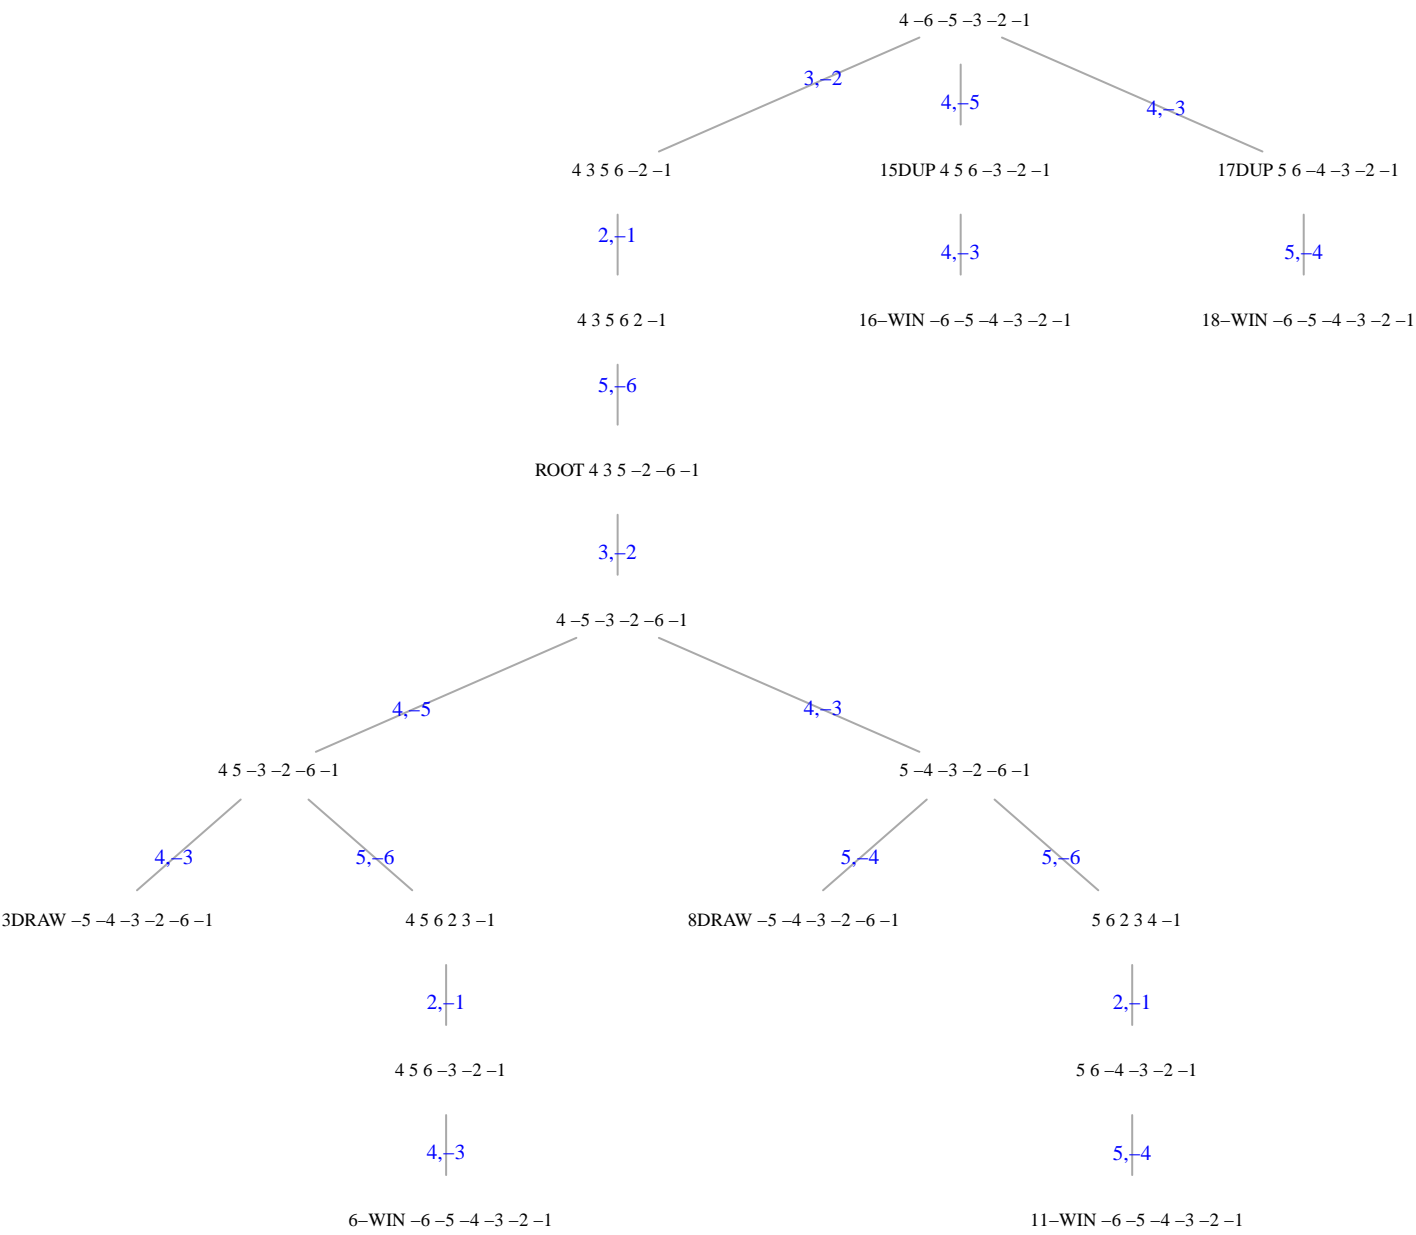 4 –6 –5 –3 –2 –1
3,–2
4,–5
4,–3
4 3 5 6 –2 –1
15DUP 4 5 6 –3 –2 –1
17DUP 5 6 –4 –3 –2 –1
2,–1
4,–3
5,–4
4 3 5 6 2 –1
16–WIN –6 –5 –4 –3 –2 –1
18–WIN –6 –5 –4 –3 –2 –1
5,–6
ROOT 4 3 5 –2 –6 –1
3,–2
4 –5 –3 –2 –6 –1
4,–5
4,–3
4 5 –3 –2 –6 –1
5 –4 –3 –2 –6 –1
4,–3
5,–6
5,–4
5,–6
3DRAW –5 –4 –3 –2 –6 –1
4 5 6 2 3 –1
8DRAW –5 –4 –3 –2 –6 –1
5 6 2 3 4 –1
2,–1
2,–1
4 5 6 –3 –2 –1
5 6 –4 –3 –2 –1
4,–3
5,–4
6–WIN –6 –5 –4 –3 –2 –1
11–WIN –6 –5 –4 –3 –2 –1